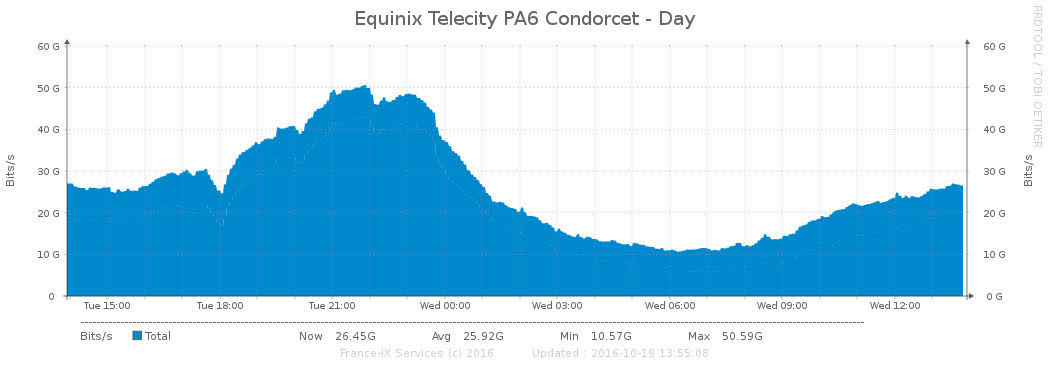 Equinix Telecity PA6 Condorcet - Day
RRDTOOL / TOBI OETIKER
Bits/s
60 G
50 G
40 G
30 G
20 G
10 G
0
60 G
50 G
40 G
30 G
20 G
10 G
0 G
Bits/s
Tue 15:00 Tue 18:00 Tue 21:00 Wed 00:00 Wed 03:00 Wed 06:00 Wed 09:00 Wed 12:00
Bits/s Total Now 26.45G Avg 25.92G Min 10.57G Max 50.59G
France-IX Services (c) 2016 Updated : 2016-10-19 13:55:08